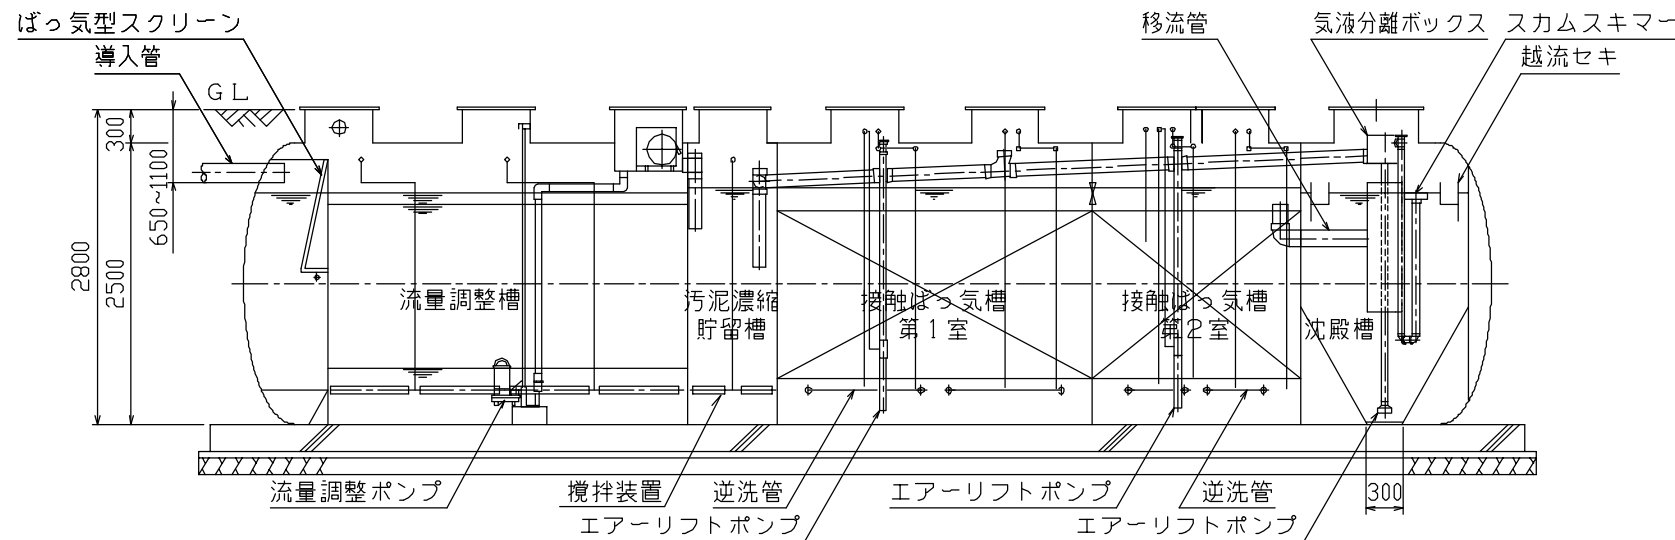 ばっ気型スクリーン
導入管
GL
移流管
気液分離ボックス
スカムスキマー
越流セキ
300
650~1100
2800
2500
流量調整槽
汚泥濃縮
貯留槽
接触ばっ気槽
第1室
接触ばっ気槽
第2室
沈殿槽
流量調整ポンプ
撹拌装置
逆洗管
エアーリフトポンプ
エアーリフトポンプ
逆洗管
エアーリフトポンプ
300